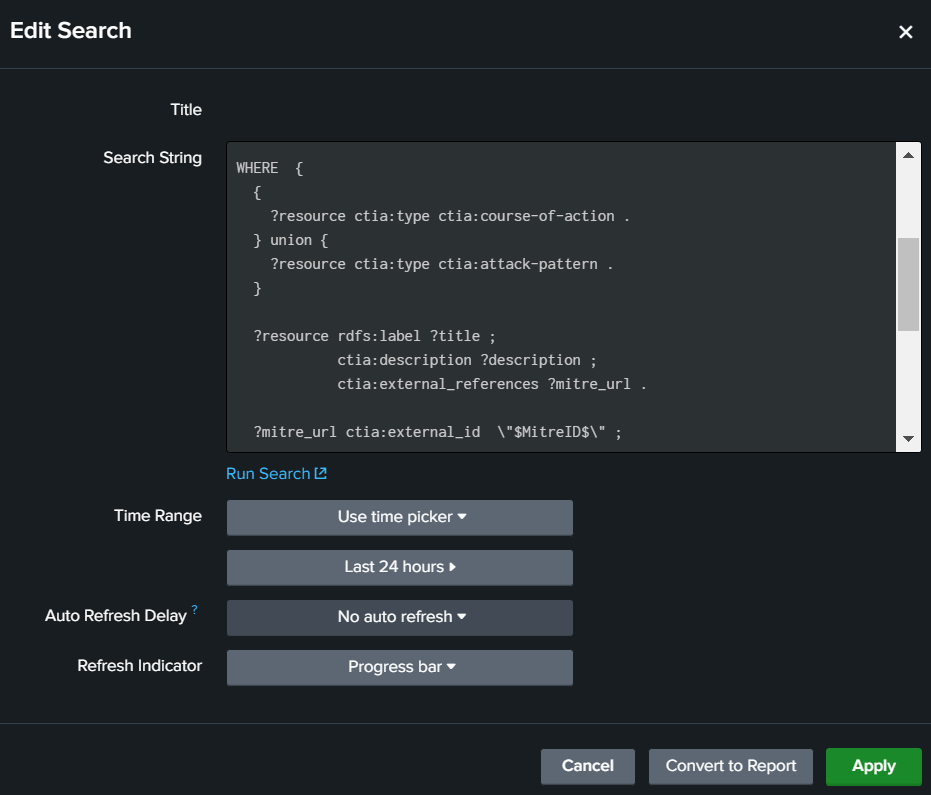 Edit Search
Title
Search String
WHERE  {
  {
    ?resource ctia:type ctia:course-of-action .
  } union {
    ?resource ctia:type ctia:attack-pattern .
  }
  ?resource rdfs:label ?title ;
            ctia:description ?description ;
            ctia:external_references ?mitre_url .
  ?mitre_url ctia:external_id  \"$MitreID$\" ;
Run Search
Time Range
Use time picker
Last 24 hours
Auto Refresh Delay ?
No auto refresh
Refresh Indicator
Progress bar
Cancel
Convert to Report
Apply